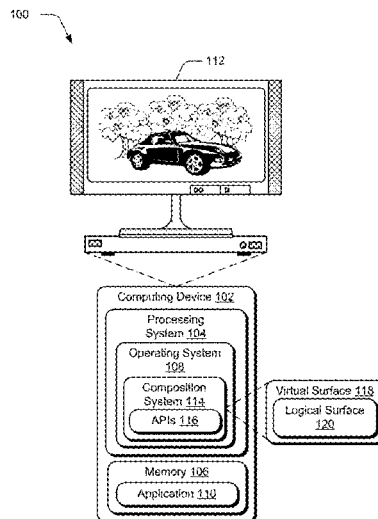 100
112
Computing Device 102
Processing
System 104
Operating System
108
Composition
System 114
APIs 116
Virtual Surface 118
Logical Surface
120
Memory 106
Application 110